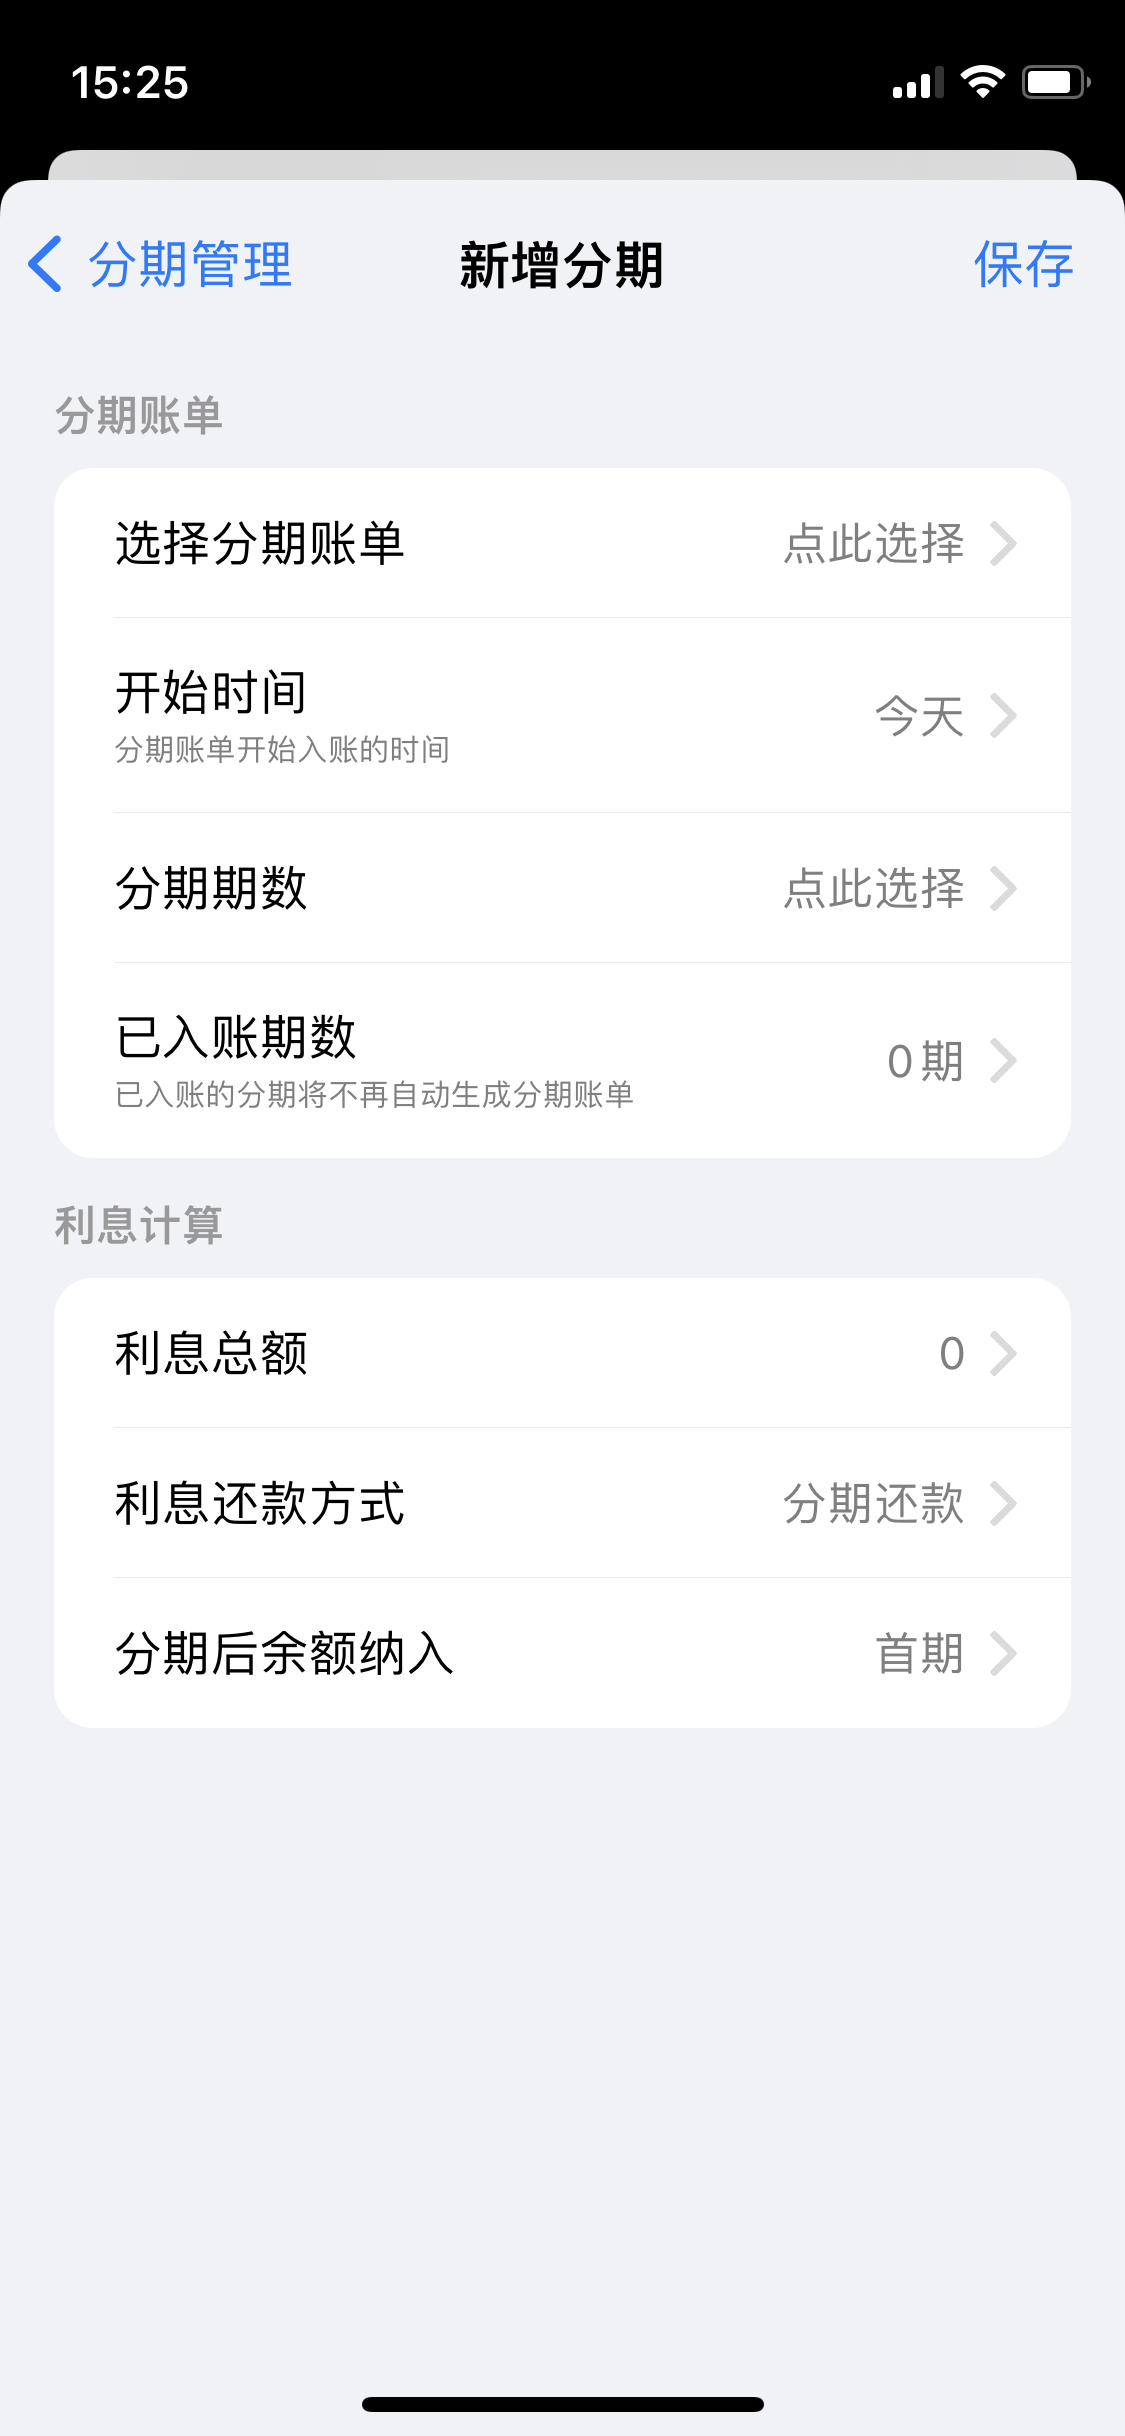 15:25
分期管理
新增分期
保存
分期账单
选择分期账单
点此选择
开始时间
分期账单开始入账的时间
今天
分期期数
点此选择
已入账期数
已入账的分期将不再自动生成分期账单
0 期
利息计算
利息总额
0
利息还款方式
分期还款
分期后余额纳入
首期